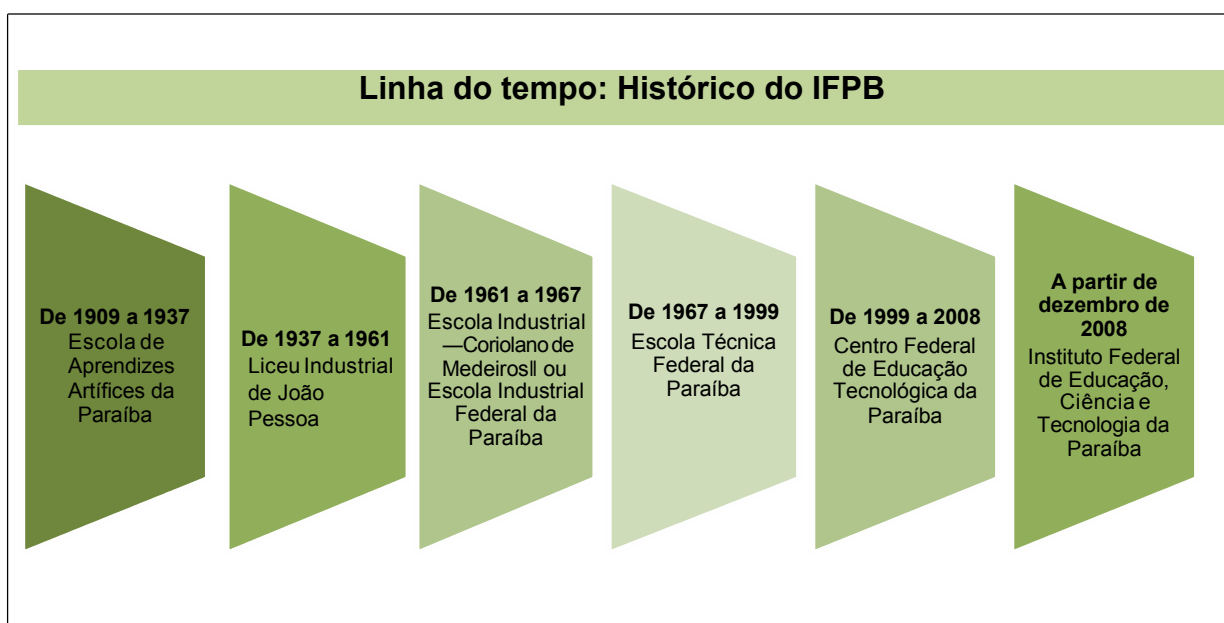 Linha do tempo: Histórico do IFPB
De 1909 a 1937
Escola de
Aprendizes
Artífices da
Paraíba
De 1937 a 1961
Liceu Industrial
de João
Pessoa
De 1961 a 1967
Escola Industrial
―Coriolano de
Medeiros‖ ou
Escola Industrial
Federal da
Paraíba
De 1967 a 1999
Escola Técnica
Federal da
Paraíba
De 1999 a 2008
Centro Federal
de Educação
Tecnológica da
Paraíba
A partir de
dezembro de
2008
Instituto Federal
de Educação,
Ciência e
Tecnologia da
Paraíba